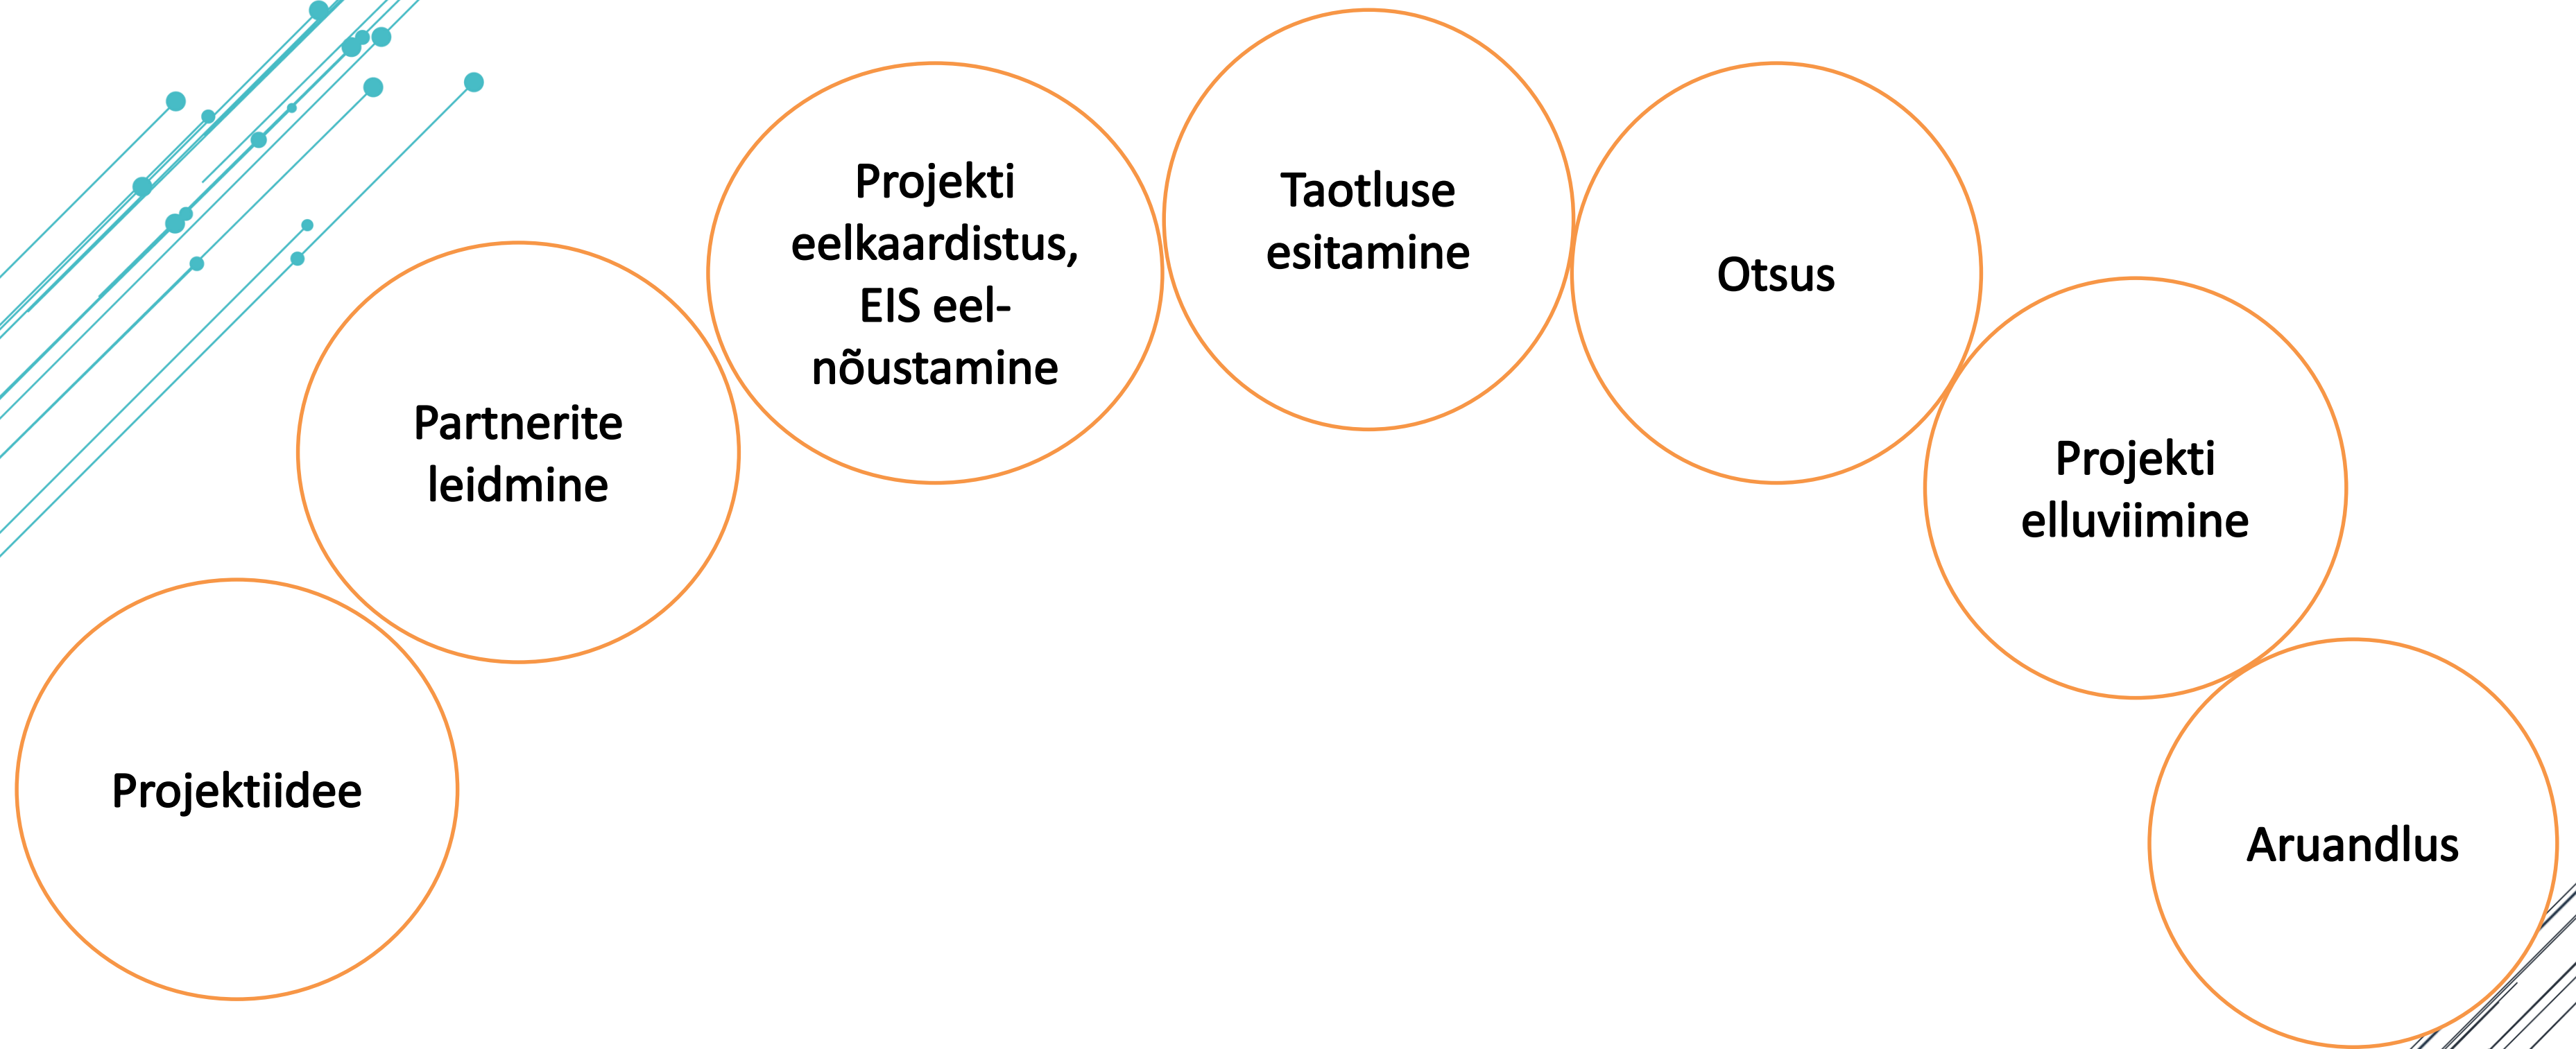 Projektiidee
Partnerite
leidmine
Projekti
eelkaardistus,
EIS eel-
nõustamine
Taotluse
esitamine
Otsus
Projekti
elluviimine
Aruandlus